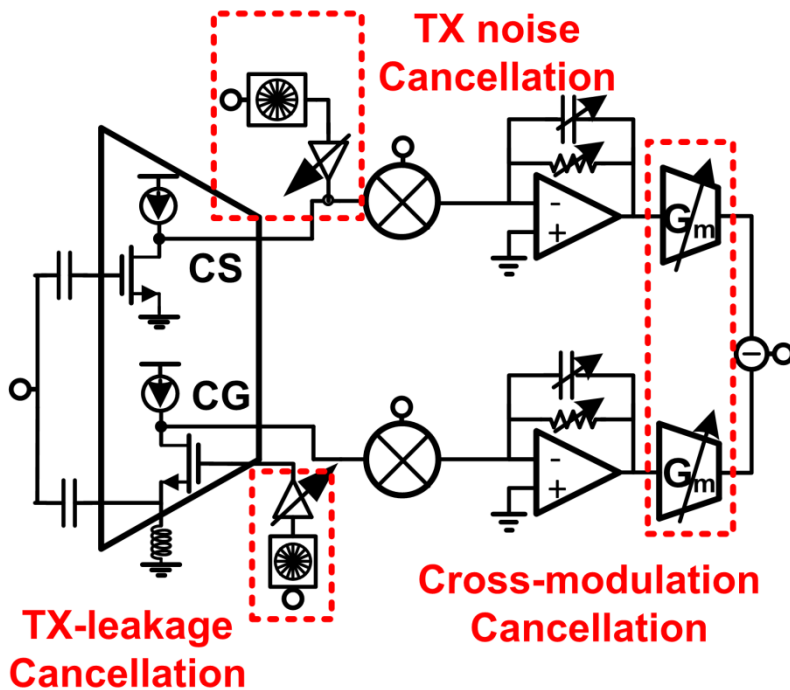 TX noise
Cancellation
CS
CG
-
+
Gm
-
+
Gm
−
TX-leakage
Cancellation
Cross-modulation
Cancellation